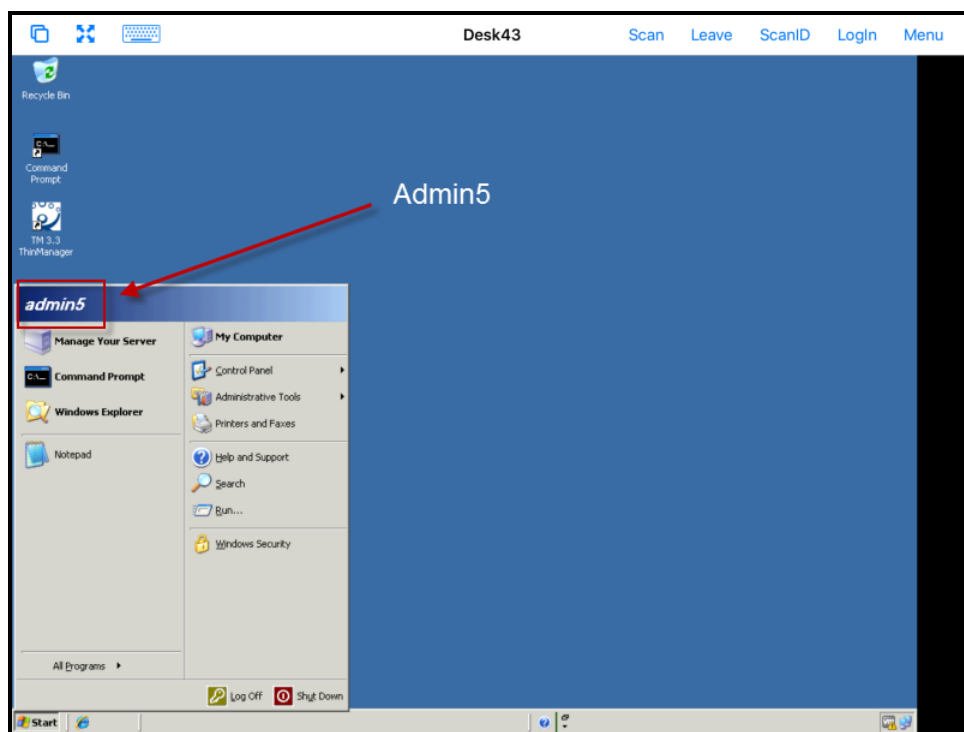 Desk43
Scan
Leave
ScanID
LogIn
Menu
Recycle Bin
Command
Prompt
TM 3.3
ThinManager
Admin5
admin5
Manage Your Server
Command Prompt
Windows Explorer
Notepad
My Computer
Control Panel
Administrative Tools
Printers and Faxes
Help and Support
Search
Run...
Windows Security
All Programs
Log Off
Shut Down
Start